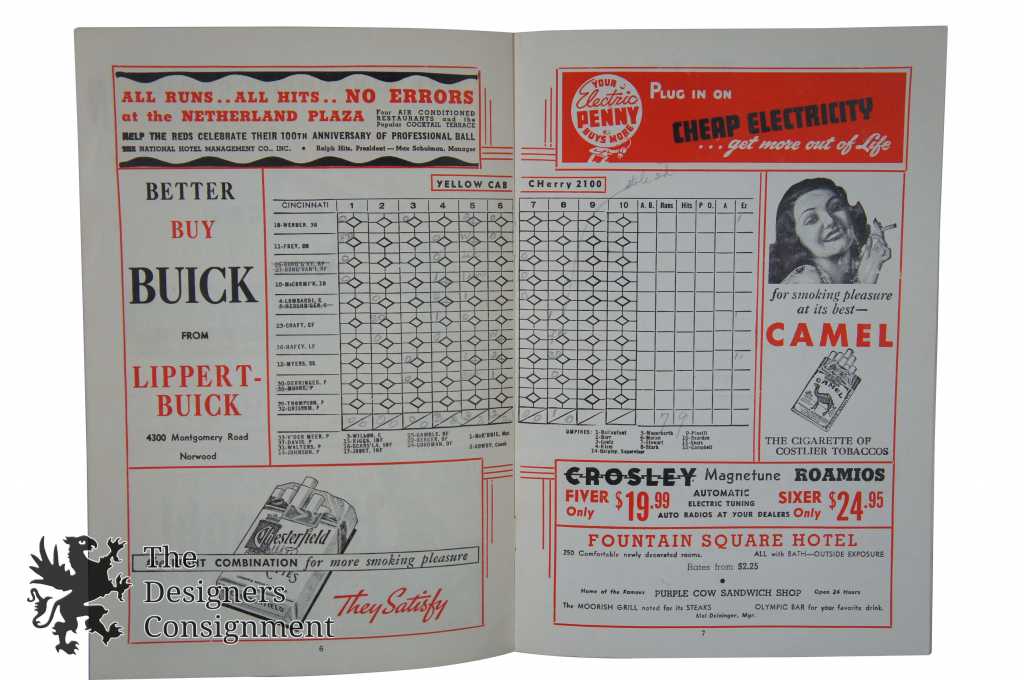 ALL RUNS..ALL HITS.. NO ERRORS
at the NETHERLAND PLAZA
Four AIR CONDITIONED
RESTAURANTS and the
Popular COCKTAIL TERRACE
HELP THE REDS CELEBRATE THEIR 100TH ANNIVERSARY OF PROFESSIONAL BALL
THE NATIONAL HOTEL MANAGEMENT CO., INC. • Ralph Hitz, President — Max Schulman, Manager
BETTER
BUY
BUICK
FROM
LIPPERT-
BUICK
4300 Montgomery Road
Norwood
YELLOW CAB
CINCINNATI 1 2 3 4 5 6
18-WERBER, 3B
11-FREY, 2B
10-McCORMI'K, 1B
4-LOMBARDI, C
23-CRAFT, CF
12-MYERS, SS
30-DERRINGER, P
Chesterfield
RIGHT COMBINATION for more smoking pleasure
They Satisfy
6
YOUR
Electric
PENNY
BUYS MORE
PLUG IN ON
CHEAP ELECTRICITY
...get more out of Life
CHerry 2100
7 8 9 10 A. B. Runs Hits P O. A Er
UMPIRES:
for smoking pleasure
at its best—
CAMEL
CAMEL
THE CIGARETTE OF
COSTLIER TOBACCOS
CROSLEY Magnetune ROAMIOS
FIVER Only $19.99
AUTOMATIC
ELECTRIC TUNING
SIXER Only $24.95
AUTO RADIOS AT YOUR DEALERS
FOUNTAIN SQUARE HOTEL
250 Comfortable newly decorated rooms. ALL with BATH—OUTSIDE EXPOSURE
Rates from $2.25
Home of the Famous PURPLE COW SANDWICH SHOP Open 24 Hours
The MOORISH GRILL noted for its STEAKS OLYMPIC BAR for your favorite drink.
7
The
Designers
Consignment